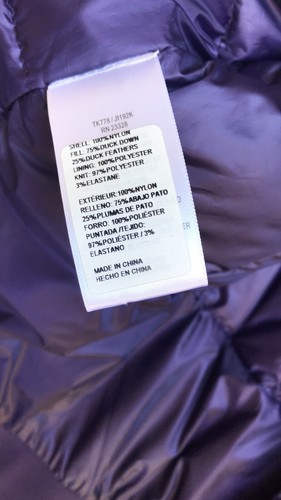 TK778 / J1192K
RN 23328
SHELL: 100%NYLON
FILL: 75%DUCK DOWN
25%DUCK FEATHERS
LINING: 100%POLYESTER
KNIT: 97%POLYESTER
3%ELASTANE
EXTÉRIEUR:100%NYLON
RELLENO: 75%ABAJO PATO
25%PLUMAS DE PATO
FORRO: 100%POLIÉSTER
PUNTADA /TEJIDO:
97%POLIÉSTER / 3%
ELASTANO
MADE IN CHINA
HECHO EN CHINA